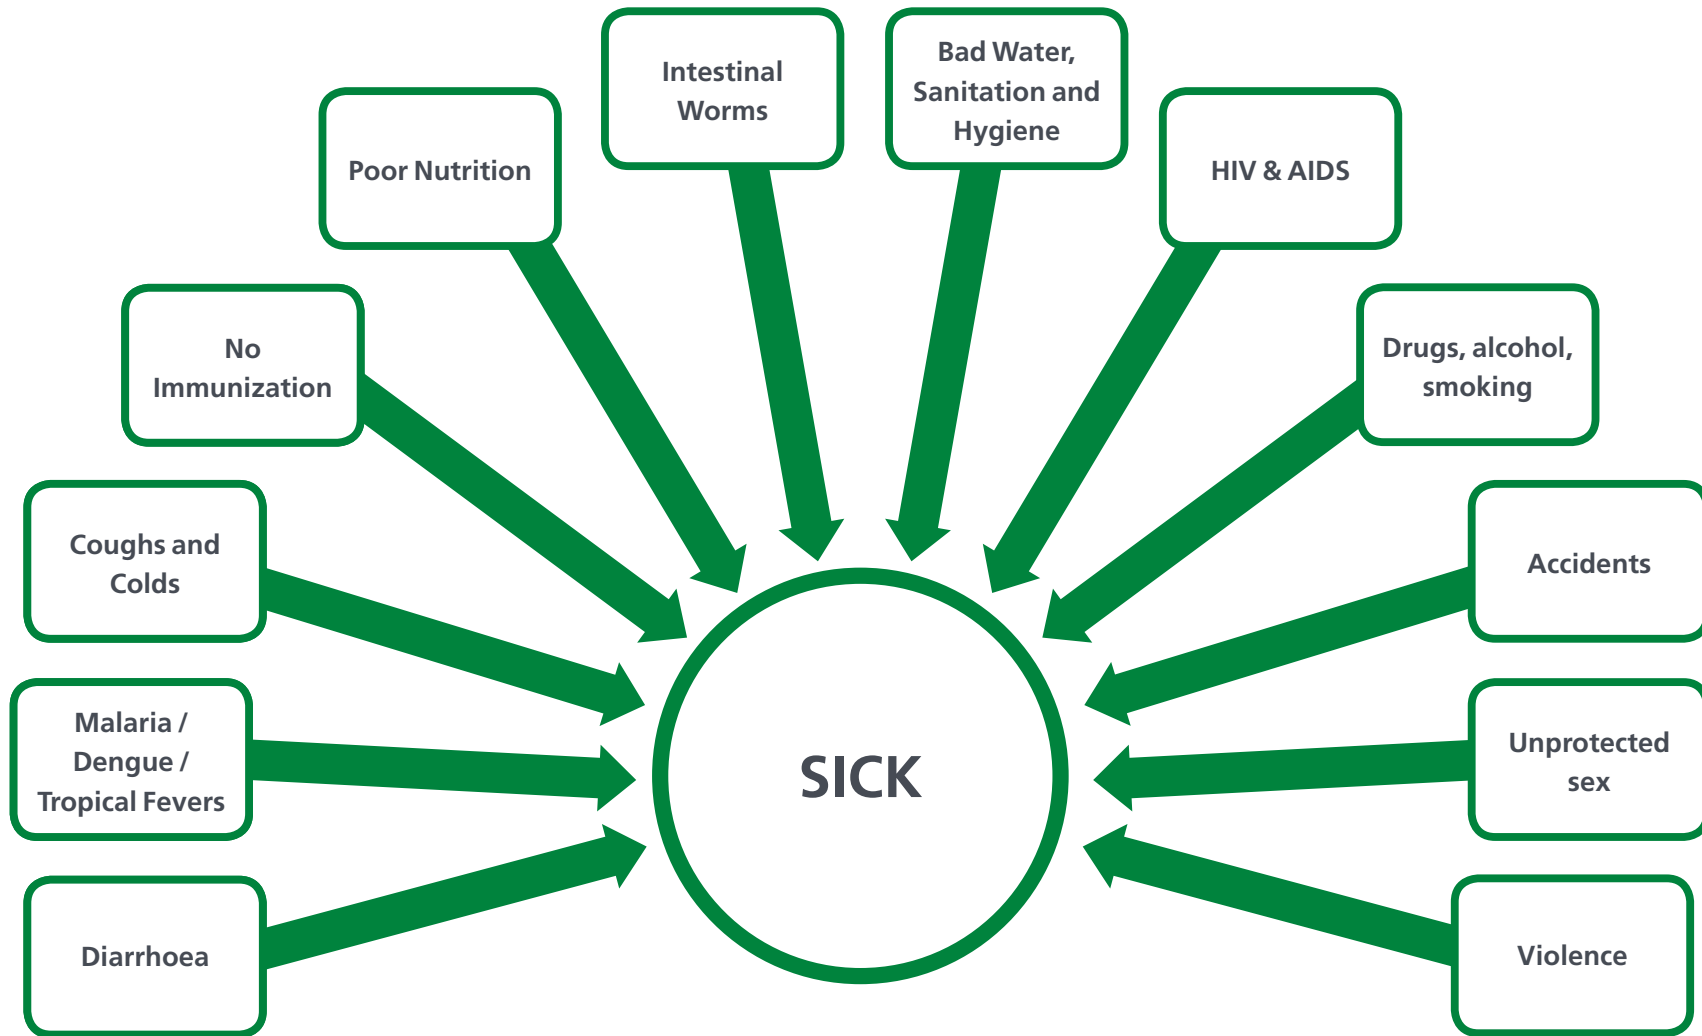 Bad Water,
Sanitation and
Hygiene
Intestinal
Worms
HIV & AIDS
Poor Nutrition
No
Immunization
Drugs, alcohol,
smoking
Coughs and
Colds
Accidents
Malaria /
Dengue /
Tropical Fevers
SICK
Unprotected
sex
Diarrhoea
Violence